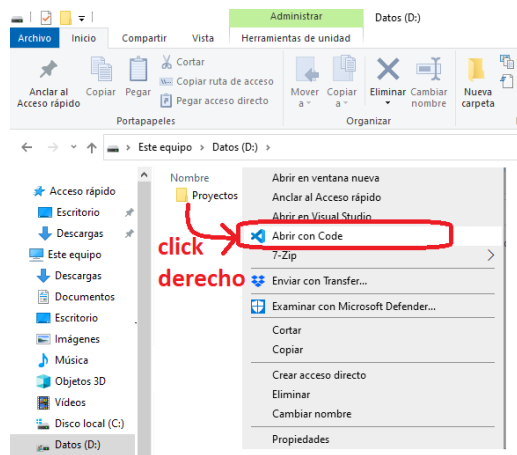 Administrar
Datos (D:)
Archivo
Inicio
Compartir
Vista
Herramientas de unidad
Anclar al
Acceso rápido
Copiar
Pegar
Cortar
Copiar ruta de acceso
Pegar acceso directo
Portapapeles
Mover
a
Copiar
a
Eliminar
Cambiar
nombre
Organizar
Nueva
carpeta
Este equipo > Datos (D:) >
Acceso rápido
Escritorio
Descargas
Este equipo
Descargas
Documentos
Escritorio
Imágenes
Música
Objetos 3D
Vídeos
Disco local (C:)
Datos (D:)
Nombre
Proyectos
click
derecho
Abrir en ventana nueva
Anclar al Acceso rápido
Abrir en Visual Studio
Abrir con Code
7-Zip
Enviar con Transfer...
Examinar con Microsoft Defender...
Cortar
Copiar
Crear acceso directo
Eliminar
Cambiar nombre
Propiedades